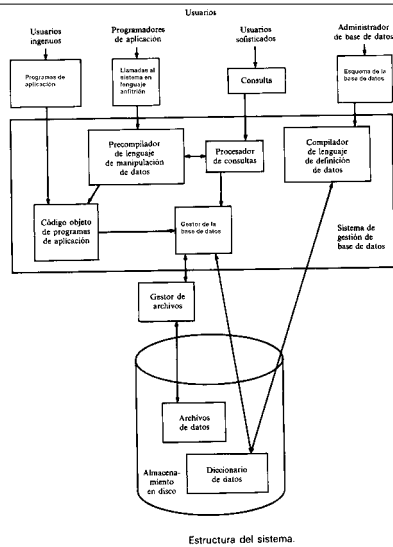 Usuarios
Usuarios
ingenuos
Programadores
de aplicación
Usuarios
sofisticados
Administrador
de base de datos
Programas de
aplicación
Llamadas al
sistema en
lenguaje
anfitrión
Consulta
Esquema de la
base de datos
Precompilador
de lenguaje
de manipulación
de datos
Procesador
de consultas
Compilador
de lenguaje
de definición
de datos
Código objeto
de programas
de aplicación
Gestor de la
base de datos
Sistema de
gestión de
base de datos
Gestor de
archivos
Archivos
de datos
Almacena-
miento
en disco
Diccionario
de datos
Estructura del sistema.